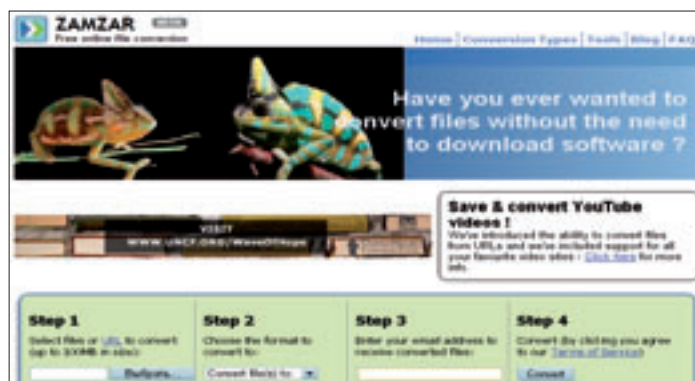 ZAMZAR
Free online file conversion
Home | Conversion Types | Tools | Blog | FAQ
Have you ever wanted to
convert files without the need
to download software ?
VISIT
WWW.UNCF.ORG/WaveOfHope
Save & convert YouTube
videos !
We've introduced the ability to convert files
from URLs and we've included support for all
your favourite video sites - Click here for more
info.
Step 1
Select files or URL to convert
(up to 100MB in size):
Browse...
Step 2
Choose the format to
convert to:
Convert file(s) to:
Step 3
Enter your email address to
receive converted files:
Step 4
Convert (by clicking you agree
to our Terms of Service)
Convert